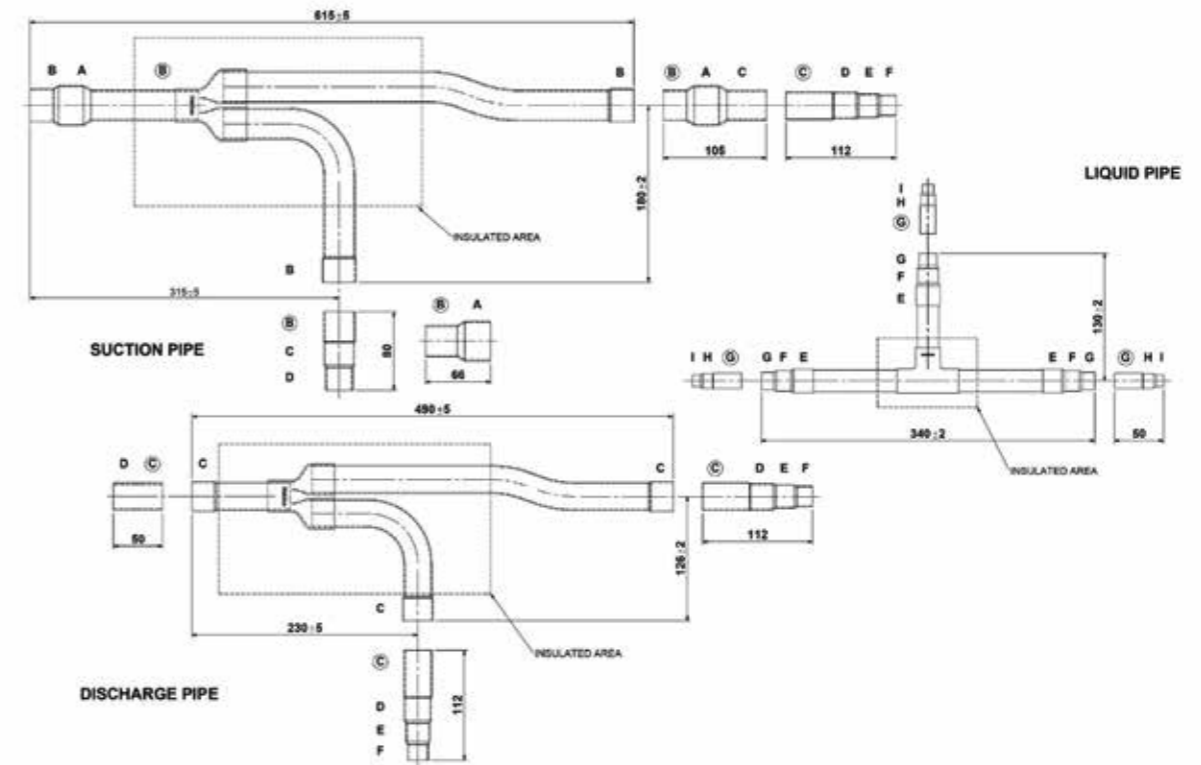 615±5
B A Ⓑ B Ⓑ A C Ⓒ D E F
105 112
180±2
LIQUID PIPE
I
H
Ⓖ
INSULATED AREA
G
F
E
130±2
B
315±5
SUCTION PIPE
Ⓑ
C
D
80
Ⓑ A
66
I H Ⓖ G F E E F G Ⓖ H I
340±2 50
INSULATED AREA
490±5
D Ⓒ C C Ⓒ D E F
50 112
126±2
C
230±5
INSULATED AREA
DISCHARGE PIPE
Ⓒ
D
E
F
112